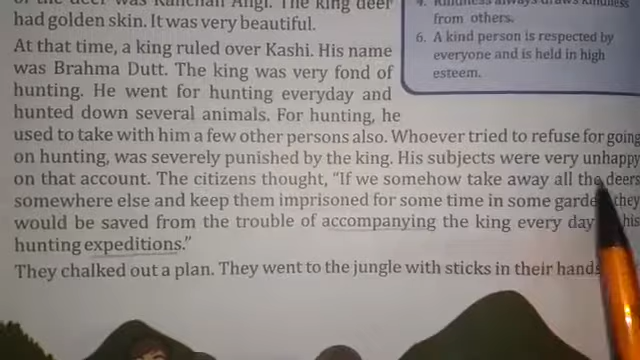 of the deer was Kanchan Angi. The king deer
had golden skin. It was very beautiful.
At that time, a king ruled over Kashi. His name
was Brahma Dutt. The king was very fond of
hunting. He went for hunting everyday and
hunted down several animals. For hunting, he
used to take with him a few other persons also. Whoever tried to refuse for going
on hunting, was severely punished by the king. His subjects were very unhappy
on that account. The citizens thought, “If we somehow take away all the deers
somewhere else and keep them imprisoned for some time in some garde they
would be saved from the trouble of accompanying the king every day his
hunting expeditions.”
They chalked out a plan. They went to the jungle with sticks in their hands
4. Kindness always draws kindness
from others.
6. A kind person is respected by
everyone and is held in high
esteem.